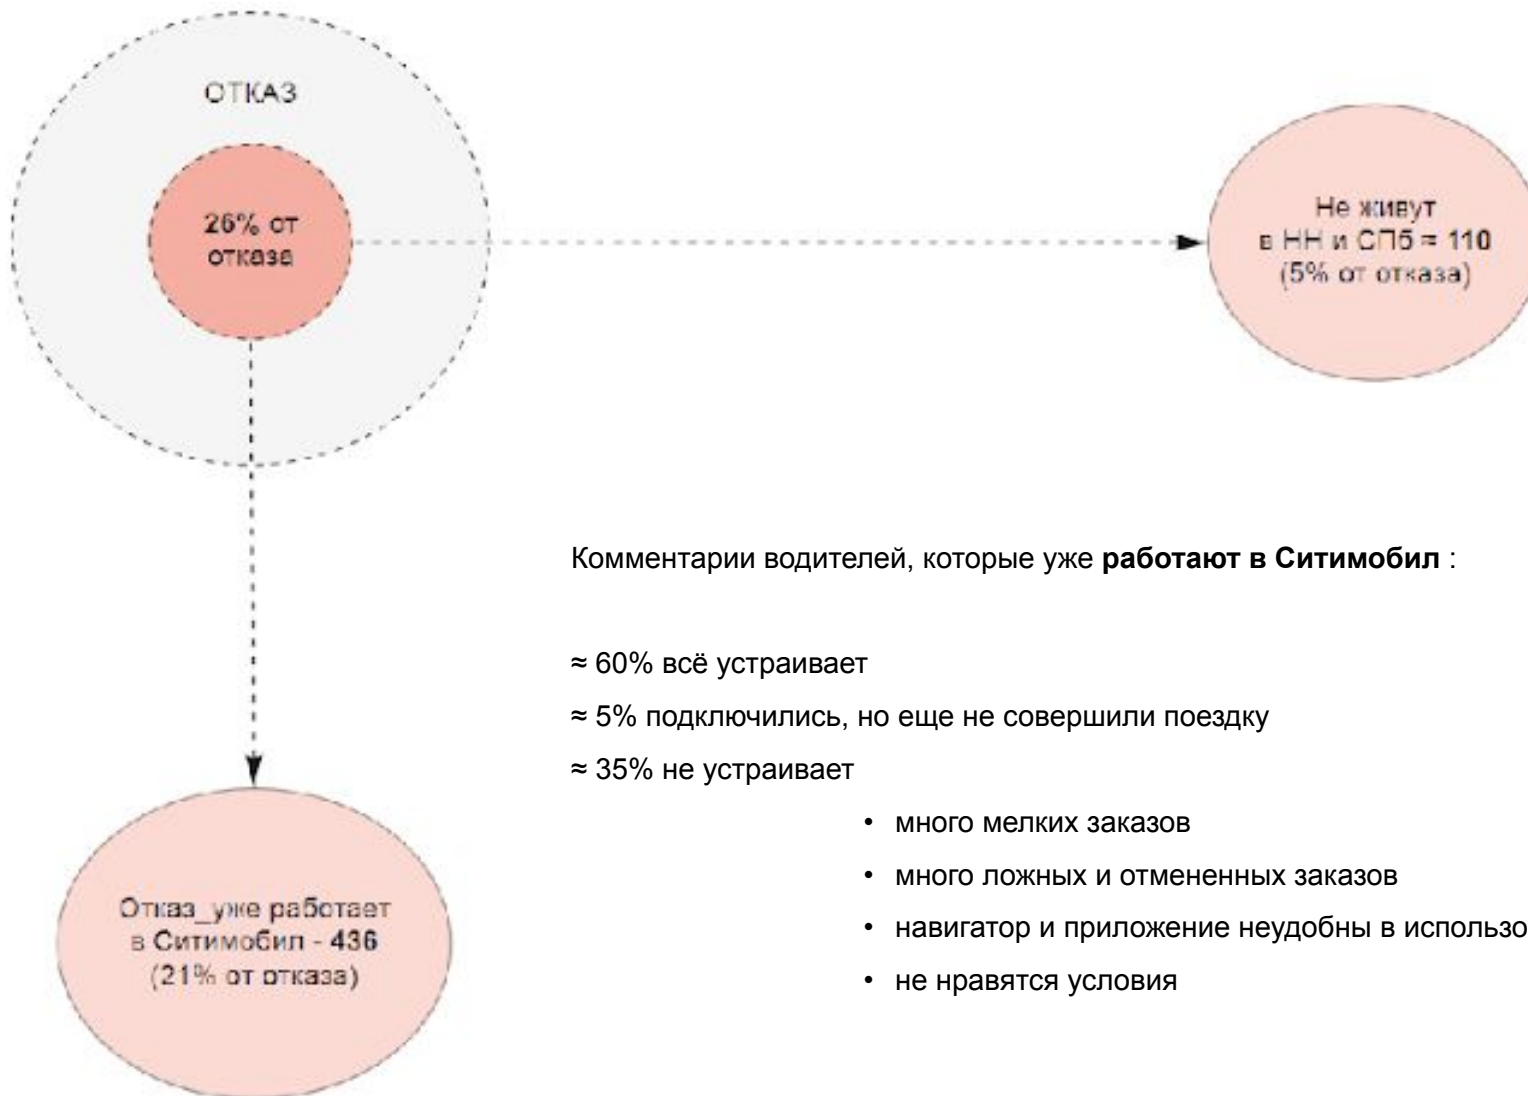 ОТКАЗ
26% от
отказа
Не живут
в НН и СПб = 110
(5% от отказа)
Комментарии водителей, которые уже работают в Ситимобил :
≈ 60% всё устраивает
≈ 5% подключились, но еще не совершили поездку
≈ 35% не устраивает
• много мелких заказов
• много ложных и отмененных заказов
• навигатор и приложение неудобны в использо
• не нравятся условия
Отказ_уже работает
в Ситимобил - 436
(21% от отказа)